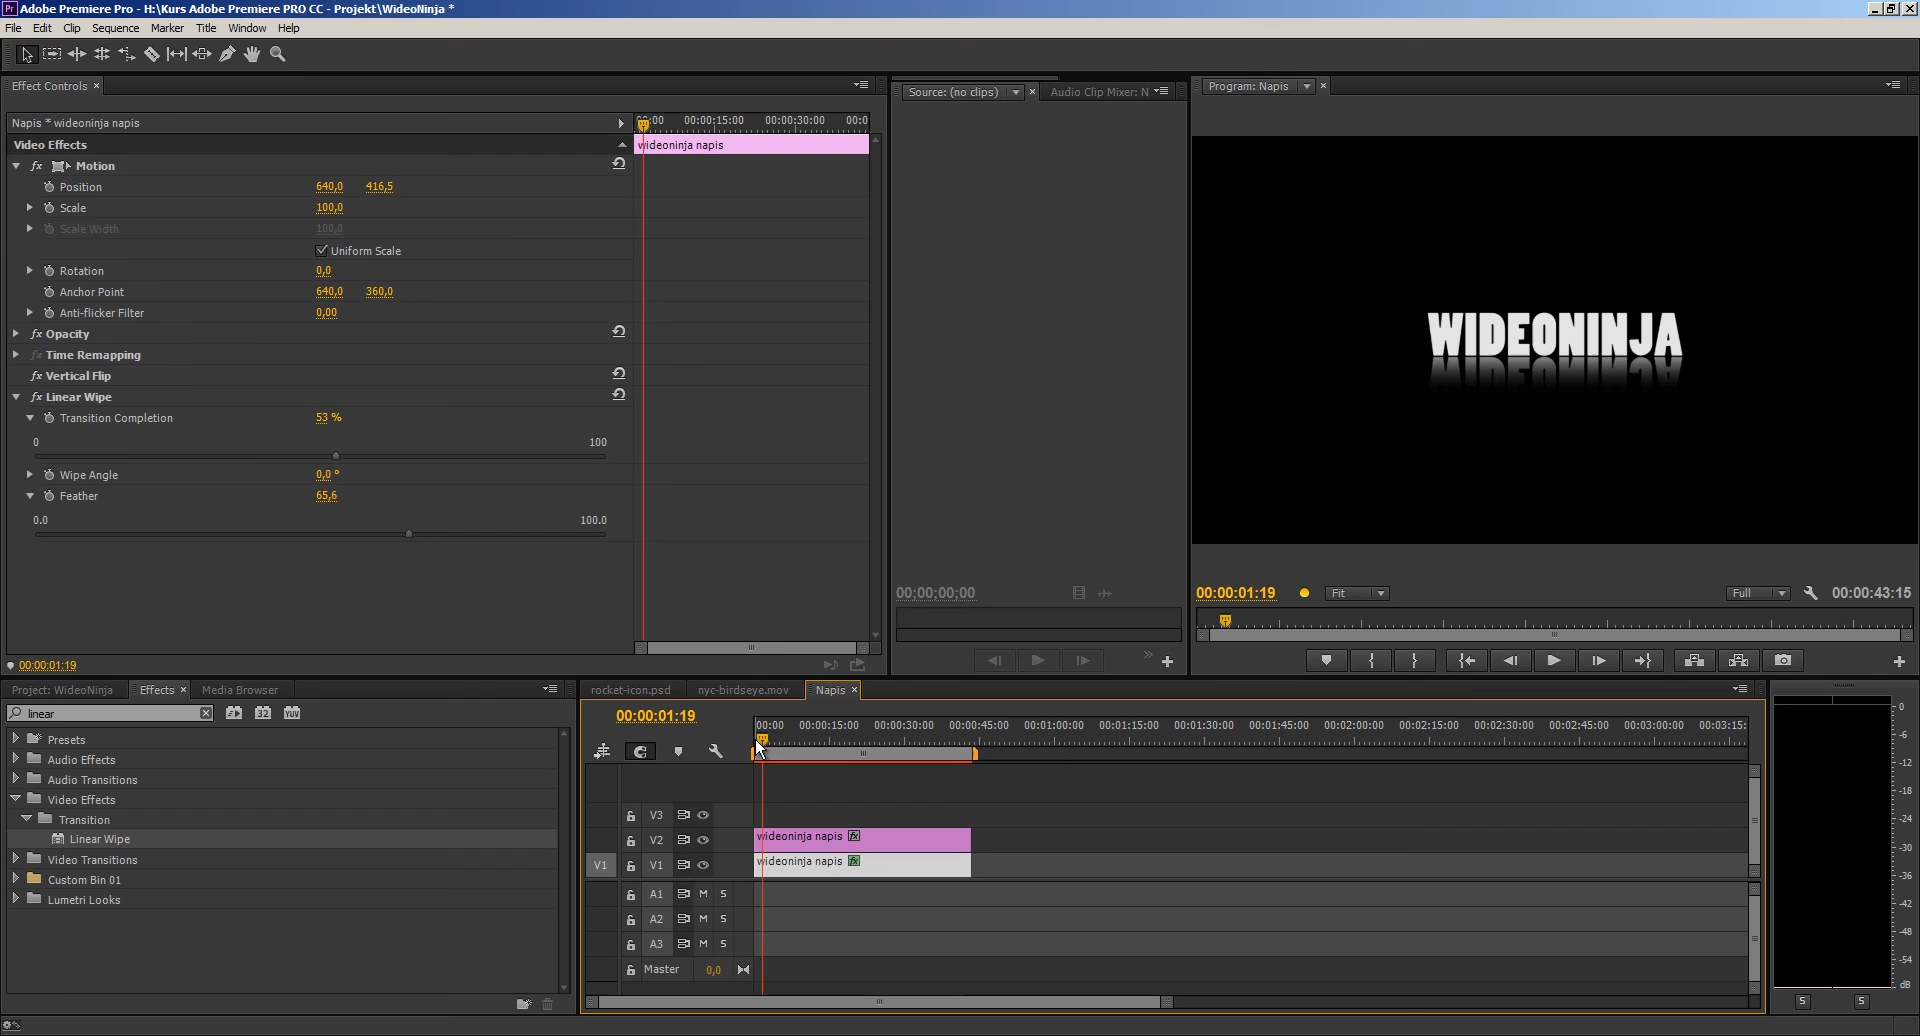 Adobe Premiere Pro - H:\Kurs Adobe Premiere PRO CC - Projekt\WideoNinja *
File Edit Clip Sequence Marker Title Window Help
Effect Controls
Napis * wideoninja napis
00:00 00:00:15:00 00:00:30:00 00:0
Video Effects
wideoninja napis
fx Motion
Position 640,0 416,5
Scale 100,0
Scale Width 100,0
Uniform Scale
Rotation 0,0
Anchor Point 640,0 360,0
Anti-flicker Filter 0,00
fx Opacity
fx Time Remapping
fx Vertical Flip
fx Linear Wipe
Transition Completion 53 %
0 100
Wipe Angle 0,0 °
Feather 65,6
0.0 100.0
00:00:01:19
Source: (no clips) Audio Clip Mixer: N
00;00;00;00
Program: Napis
WIDEONINJA
00:00:01:19 Fit Full 00:00:43:15
Project: WideoNinja Effects Media Browser
linear 32 YUV
Presets
Audio Effects
Audio Transitions
Video Effects
Transition
Linear Wipe
Video Transitions
Custom Bin 01
Lumetri Looks
rocket-icon.psd nyc-birdseye.mov Napis
00:00:01:19
00:00 00:00:15:00 00:00:30:00 00:00:45:00 00:01:00:00 00:01:15:00 00:01:30:00 00:01:45:00 00:02:00:00 00:02:15:00 00:02:30:00 00:02:45:00 00:03:00:00 00:03:15:
V3
V2 wideoninja napis fx
V1 V1 wideoninja napis fx
A1 M S
A2 M S
A3 M S
Master 0,0
0
-6
-12
-18
-24
-30
-36
-42
-48
-54
dB
S S